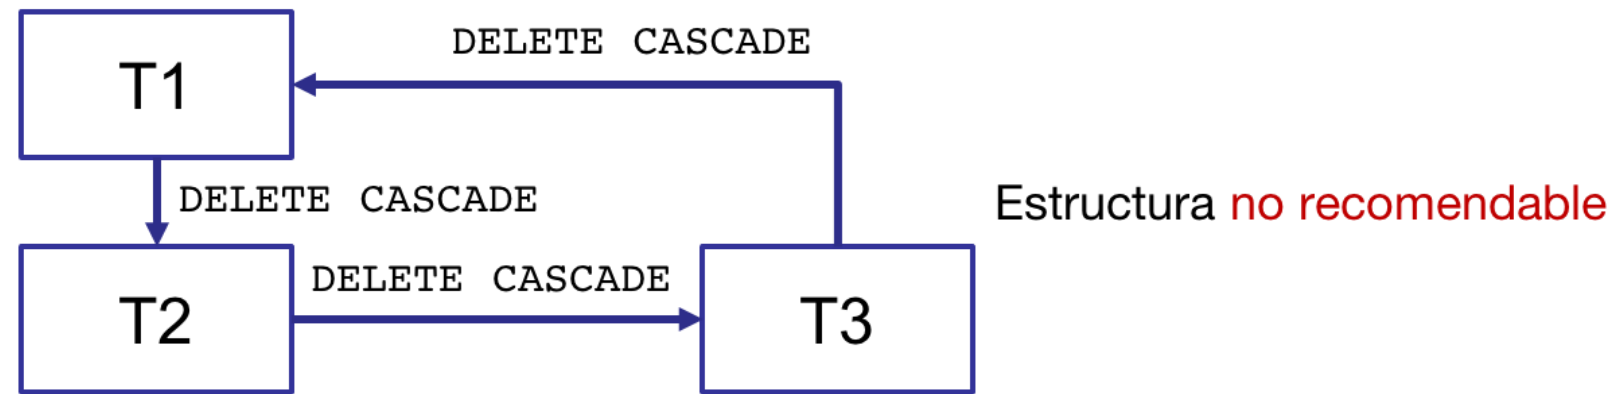 DELETE CASCADE
T1
DELETE CASCADE
Estructura no recomendable
DELETE CASCADE
T2
T3